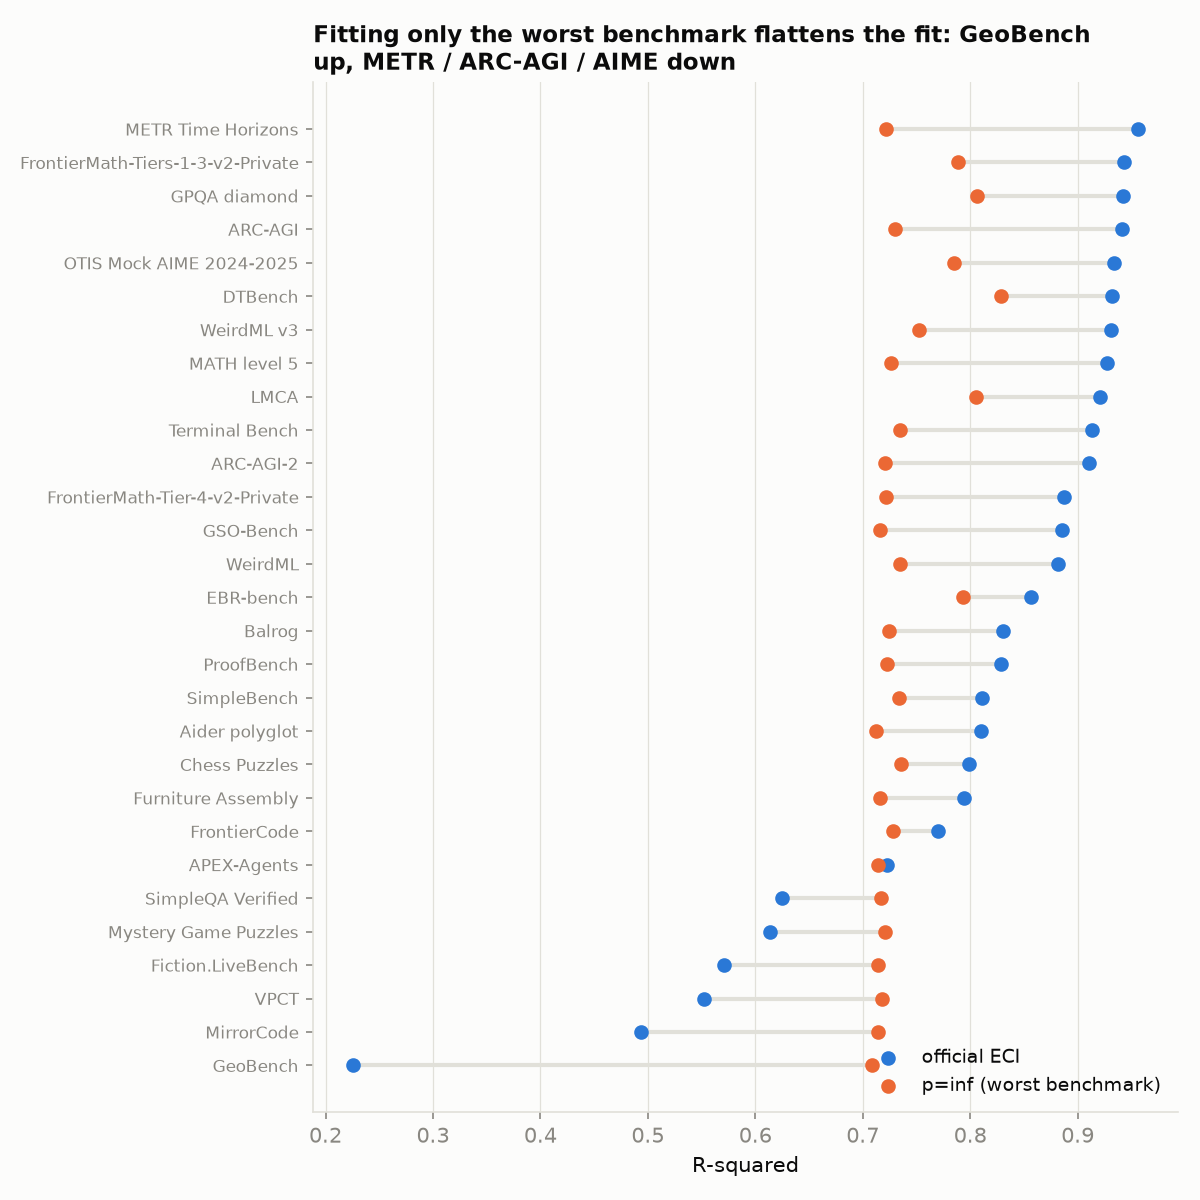 Fitting only the worst benchmark flattens the fit: GeoBench
up, METR / ARC-AGI / AIME down
METR Time Horizons
FrontierMath-Tiers-1-3-v2-Private
GPQA diamond
ARC-AGI
OTIS Mock AIME 2024-2025
DTBench
WeirdML v3
MATH level 5
LMCA
Terminal Bench
ARC-AGI-2
FrontierMath-Tier-4-v2-Private
GSO-Bench
WeirdML
EBR-bench
Balrog
ProofBench
SimpleBench
Aider polyglot
Chess Puzzles
Furniture Assembly
FrontierCode
APEX-Agents
SimpleQA Verified
Mystery Game Puzzles
Fiction.LiveBench
VPCT
MirrorCode
GeoBench
official ECI
p=inf (worst benchmark)
0.2 0.3 0.4 0.5 0.6 0.7 0.8 0.9
R-squared